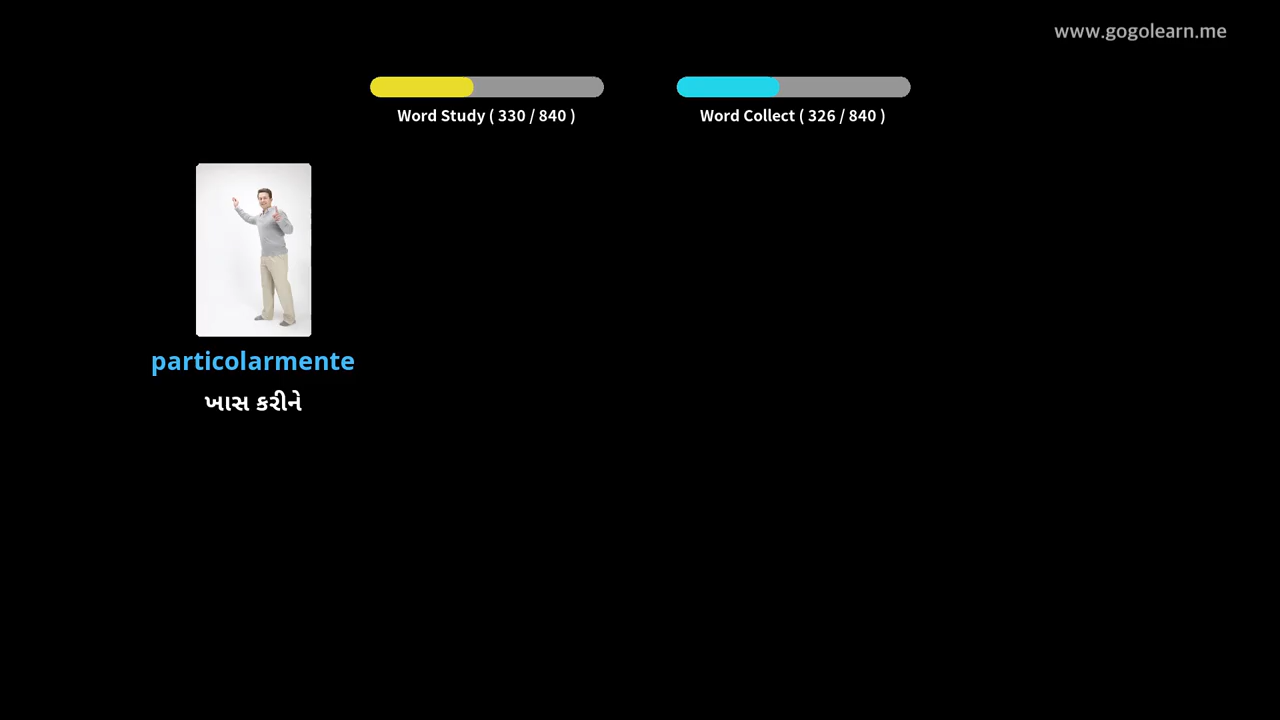 www.gogolearn.me
Word Study ( 330 / 840 )
Word Collect ( 326 / 840 )
particolarmente
ખાસ કરીને